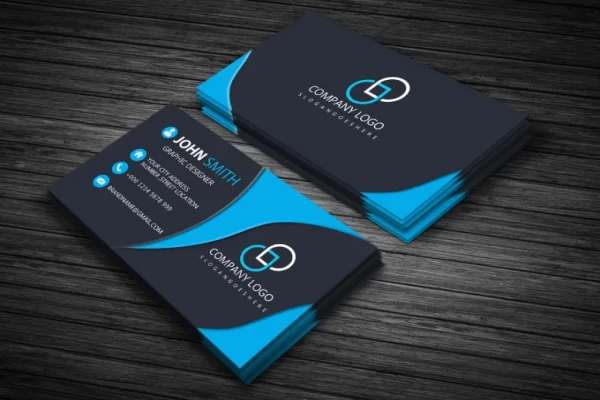 COMPANY LOGO
SLOGANGOESHERE
JOHN SMITH
GRAPHIC DESIGNER
YOUR CITY ADDRESS
NUMBER STREET LOCATION
+000 1234 5678 999
BRANDNAME@GMAIL.COM
COMPANY LOGO
SLOGANGOESHERE